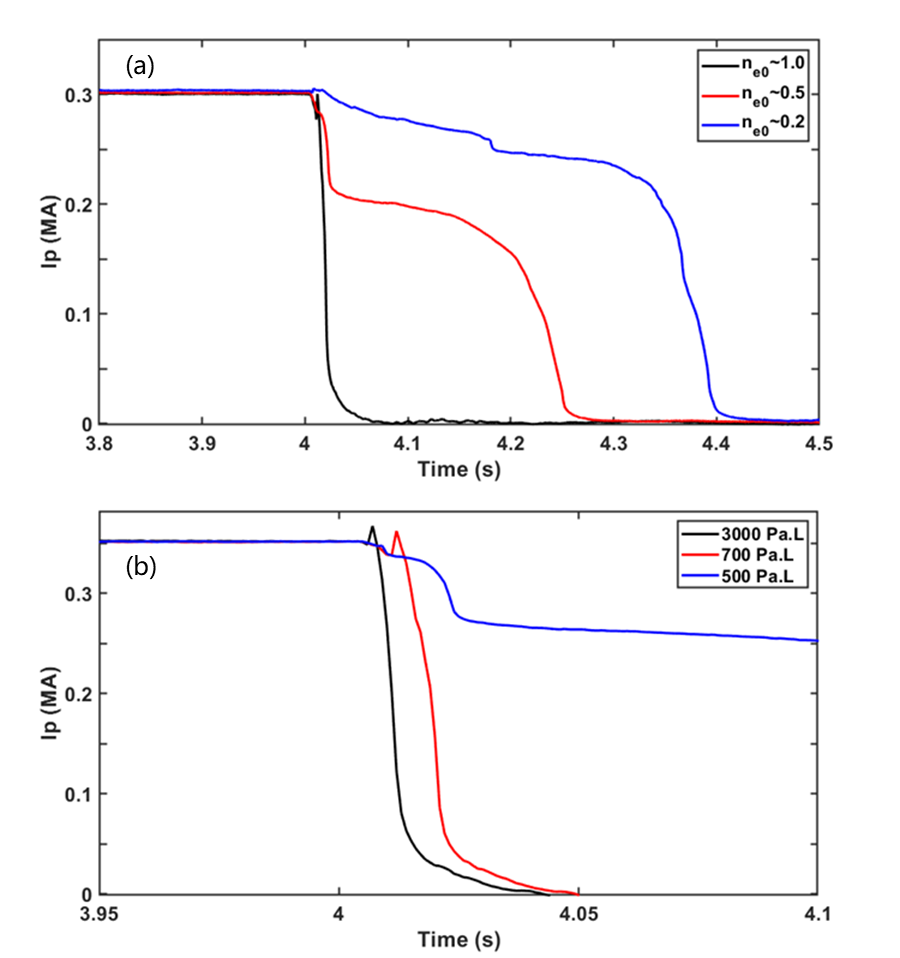 (a)
n_e0~1.0
n_e0~0.5
n_e0~0.2
Ip (MA)
0.3
0.2
0.1
0
3.8 3.9 4 4.1 4.2 4.3 4.4 4.5
Time (s)
(b)
3000 Pa.L
700 Pa.L
500 Pa.L
Ip (MA)
0.3
0.2
0.1
0
3.95 4 4.05 4.1
Time (s)